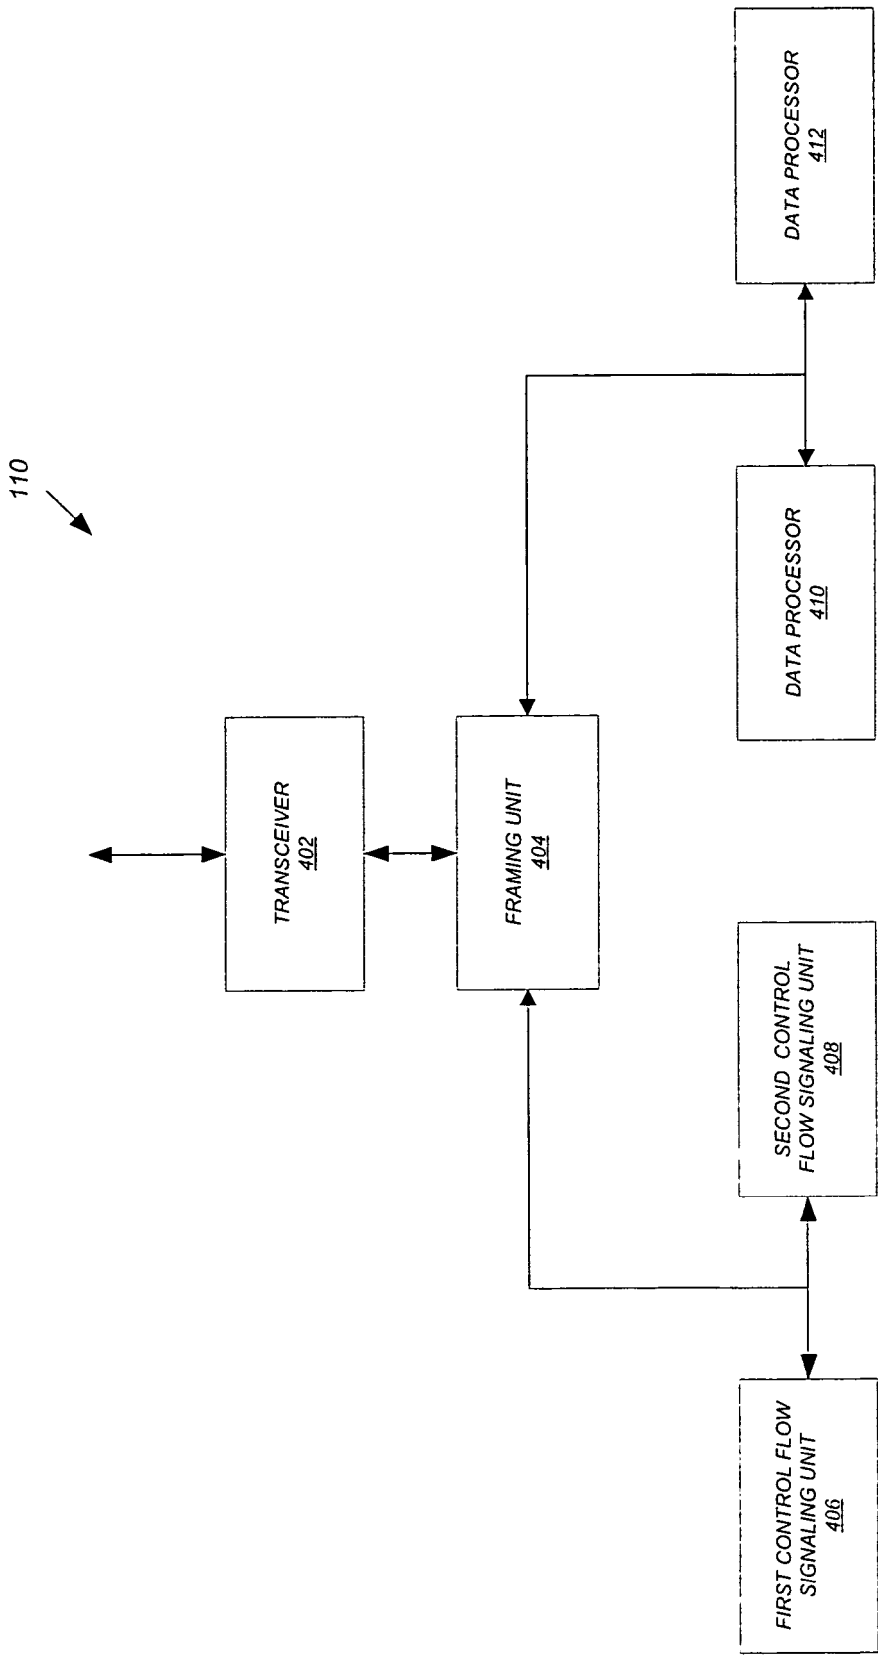 110
TRANSCEIVER
402
FRAMING UNIT
404
FIRST CONTROL FLOW
SIGNALING UNIT
406
SECOND CONTROL
FLOW SIGNALING UNIT
408
DATA PROCESSOR
410
DATA PROCESSOR
412